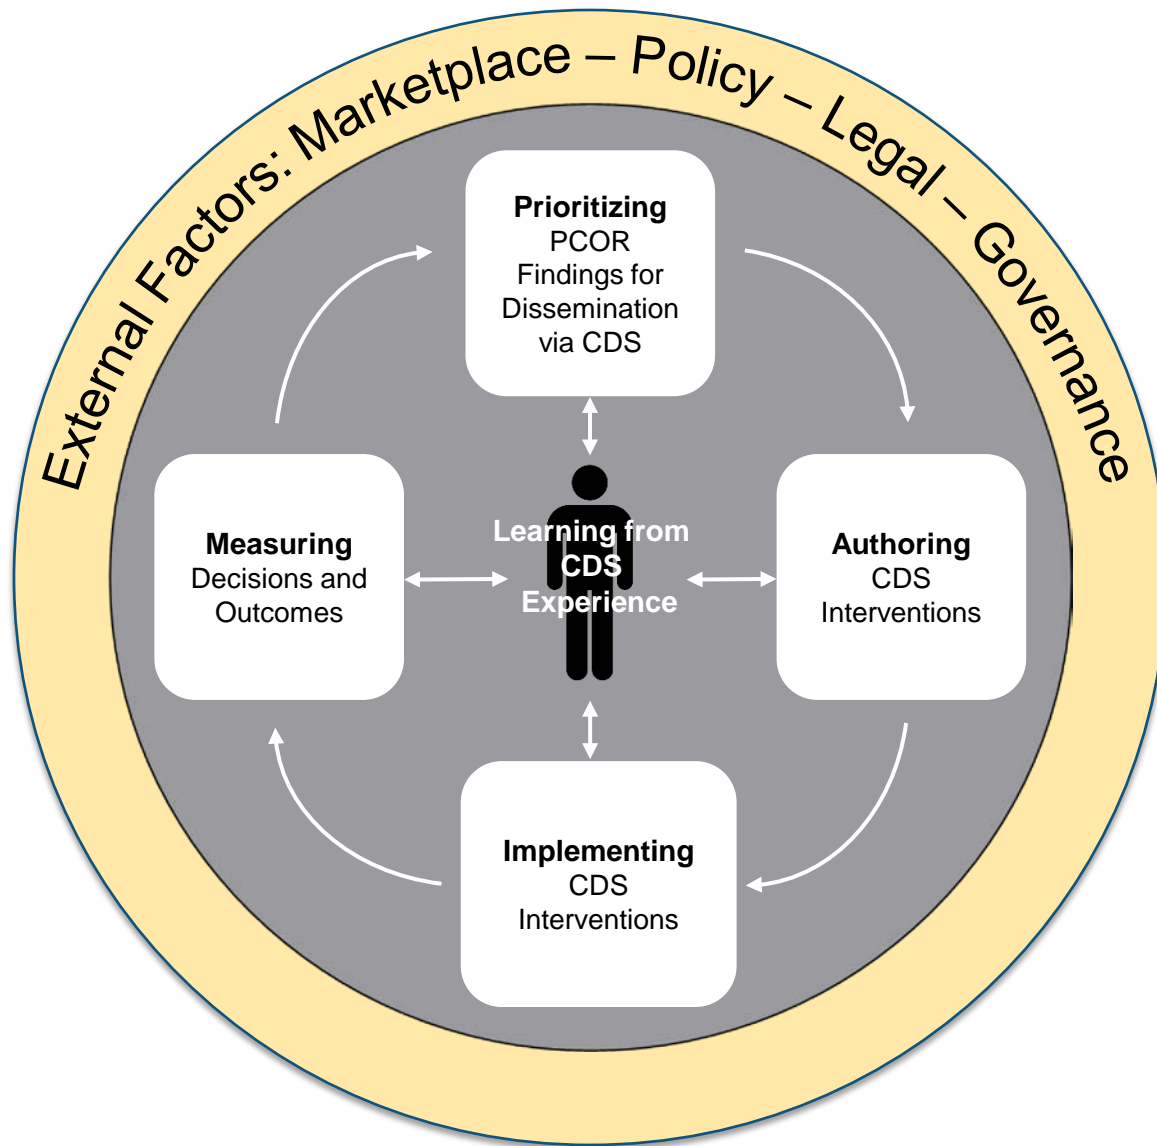 External Factors: Marketplace – Policy – Legal – Governance
Prioritizing
PCOR
Findings for
Dissemination
via CDS
Measuring
Decisions and
Outcomes
Learning from
CDS
Experience
Authoring
CDS
Interventions
Implementing
CDS
Interventions